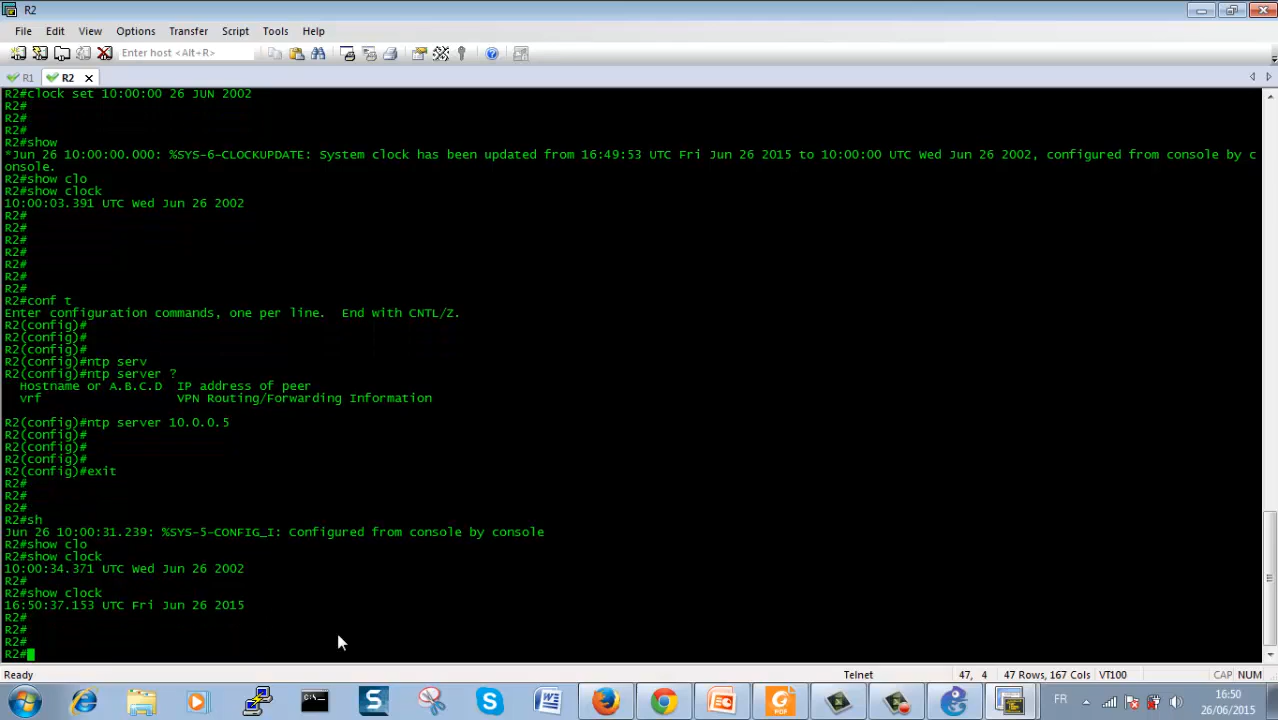 R2
File Edit View Options Transfer Script Tools Help
Enter host <Alt+R>
R1 R2
R2#clock set 10:00:00 26 JUN 2002
R2#
R2#
R2#
R2#show
*Jun 26 10:00:00.000: %SYS-6-CLOCKUPDATE: System clock has been updated from 16:49:53 UTC Fri Jun 26 2015 to 10:00:00 UTC Wed Jun 26 2002, configured from console by c
onsole.
R2#show clo
R2#show clock
10:00:03.391 UTC Wed Jun 26 2002
R2#
R2#
R2#
R2#
R2#
R2#
R2#
R2#conf t
Enter configuration commands, one per line.  End with CNTL/Z.
R2(config)#
R2(config)#
R2(config)#
R2(config)#ntp serv
R2(config)#ntp server ?
  Hostname or A.B.C.D  IP address of peer
  vrf                  VPN Routing/Forwarding Information
R2(config)#ntp server 10.0.0.5
R2(config)#
R2(config)#
R2(config)#
R2(config)#exit
R2#
R2#
R2#
R2#sh
Jun 26 10:00:31.239: %SYS-5-CONFIG_I: Configured from console by console
R2#show clo
R2#show clock
10:00:34.371 UTC Wed Jun 26 2002
R2#
R2#show clock
16:50:37.153 UTC Fri Jun 26 2015
R2#
R2#
R2#
R2#
Ready Telnet 47, 4 47 Rows, 167 Cols VT100 CAP NUM
FR 16:50
26/06/2015